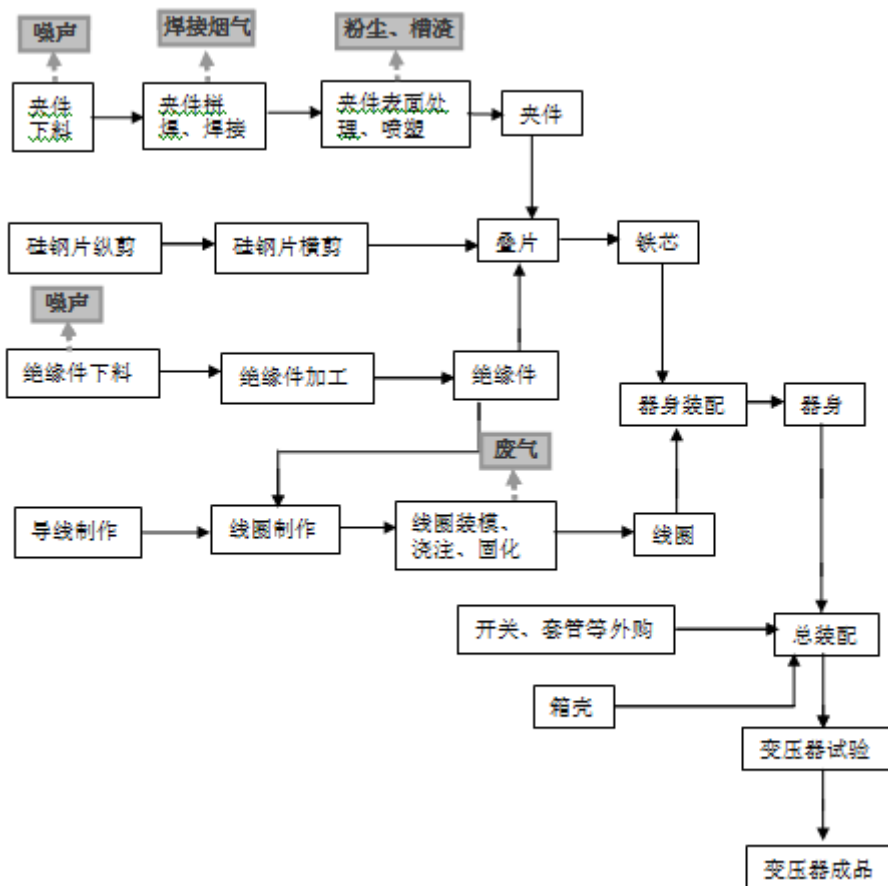 噪声
焊接烟气
粉尘、槽渣
夹件
下料
夹件拼
焊、焊接
夹件表面处
理、喷塑
夹件
硅钢片纵剪
硅钢片横剪
叠片
铁芯
噪声
绝缘件下料
绝缘件加工
绝缘件
器身装配
器身
废气
导线制作
线圈制作
线圈装模、
浇注、固化
线圈
开关、套管等外购
总装配
箱壳
变压器试验
变压器成品